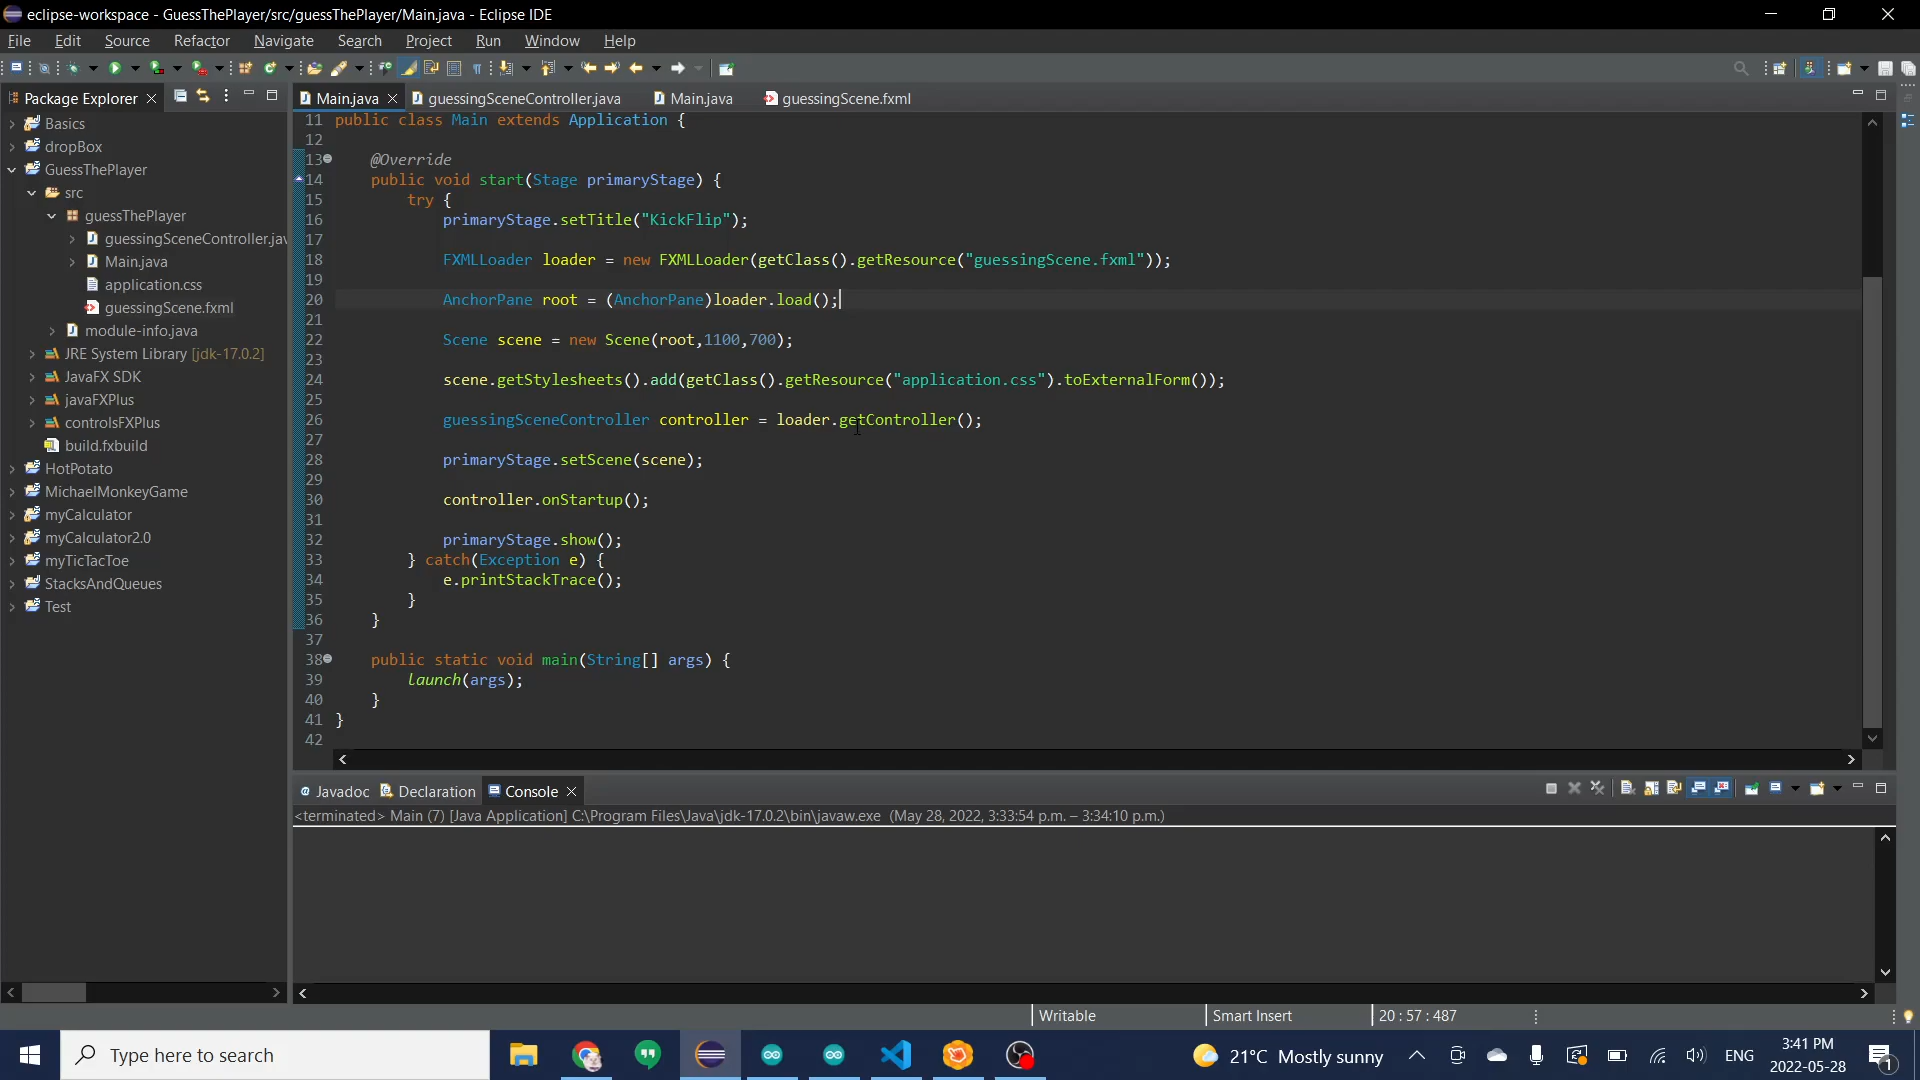 eclipse-workspace - GuessThePlayer/src/guessThePlayer/Main.java - Eclipse IDE
File Edit Source Refactor Navigate Search Project Run Window Help
Package Explorer
Main.java guessingSceneController.java Main.java guessingScene.fxml
Basics
dropBox
GuessThePlayer
src
guessThePlayer
guessingSceneController.jav
Main.java
application.css
guessingScene.fxml
module-info.java
JRE System Library [jdk-17.0.2]
JavaFX SDK
javaFXPlus
controlsFXPlus
build.fxbuild
HotPotato
MichaelMonkeyGame
myCalculator
myCalculator2.0
myTicTacToe
StacksAndQueues
Test
11 public class Main extends Application {
12
13 @Override
14 public void start(Stage primaryStage) {
15 try {
16 primaryStage.setTitle("KickFlip");
17
18 FXMLLoader loader = new FXMLLoader(getClass().getResource("guessingScene.fxml"));
19
20 AnchorPane root = (AnchorPane)loader.load();
21
22 Scene scene = new Scene(root,1100,700);
23
24 scene.getStylesheets().add(getClass().getResource("application.css").toExternalForm());
25
26 guessingSceneController controller = loader.getController();
27
28 primaryStage.setScene(scene);
29
30 controller.onStartup();
31
32 primaryStage.show();
33 } catch(Exception e) {
34 e.printStackTrace();
35 }
36 }
37
38 public static void main(String[] args) {
39 launch(args);
40 }
41 }
42
@ Javadoc Declaration Console
<terminated> Main (7) [Java Application] C:\Program Files\Java\jdk-17.0.2\bin\javaw.exe (May 28, 2022, 3:33:54 p.m. – 3:34:10 p.m.)
Writable Smart Insert 20 : 57 : 487
Type here to search
21°C Mostly sunny
ENG
3:41 PM
2022-05-28
1